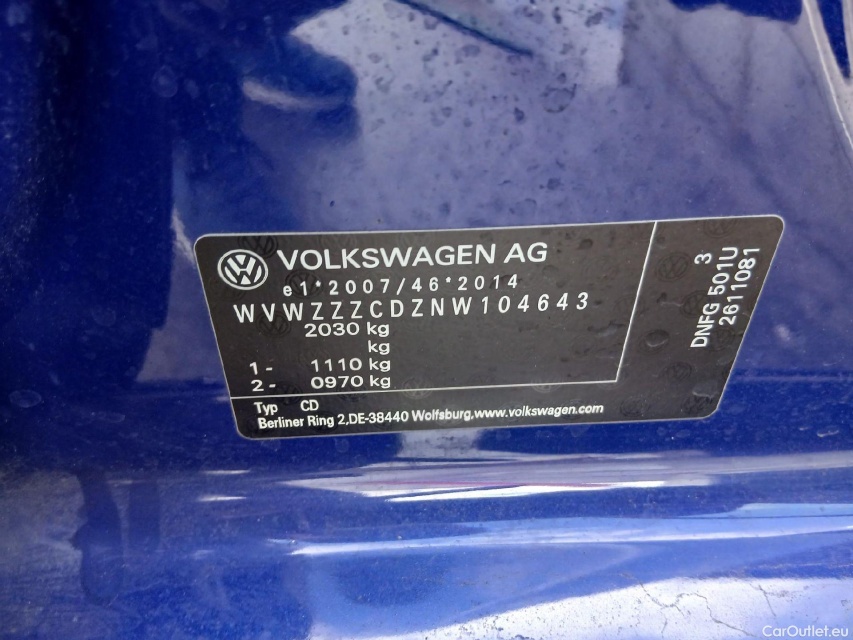 VOLKSWAGEN AG
e1*2007/46*2014
WVWZZZCDZNW104643
2030 kg
kg
1- 1110 kg
2- 0970 kg
Typ CD
Berliner Ring 2,DE-38440 Wolfsburg.www.volkswagen.com
3
DNFG 501U
2611081
CarOutlet.eu